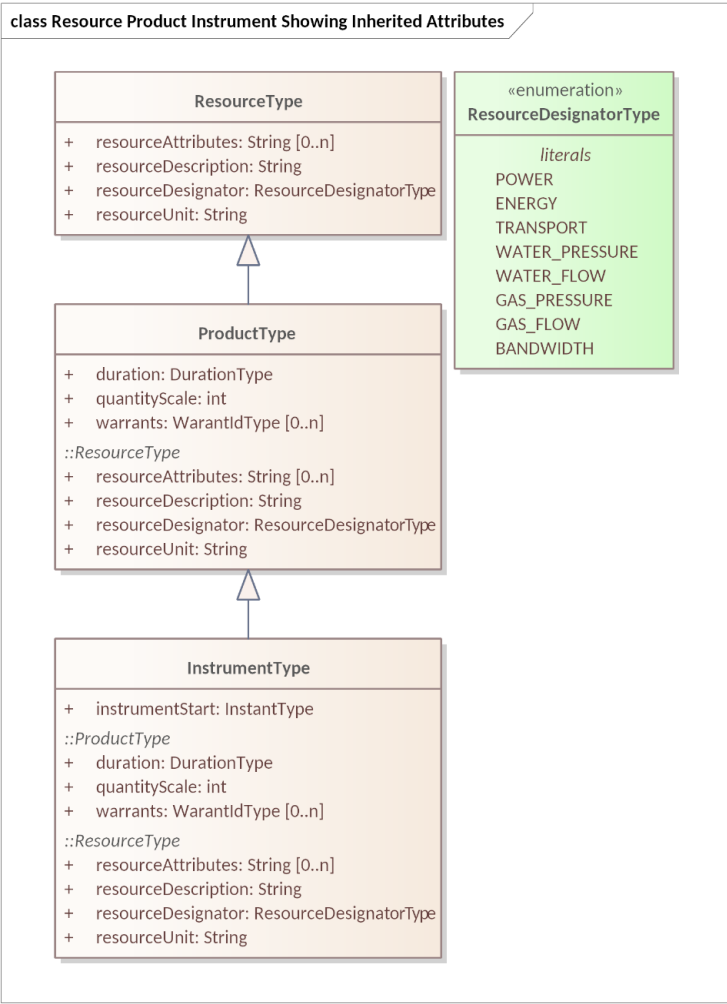 class Resource Product Instrument Showing Inherited Attributes
ResourceType
+ resourceAttributes: String [0..n]
+ resourceDescription: String
+ resourceDesignator: ResourceDesignatorType
+ resourceUnit: String
«enumeration»
ResourceDesignatorType
literals
POWER
ENERGY
TRANSPORT
WATER_PRESSURE
WATER_FLOW
GAS_PRESSURE
GAS_FLOW
BANDWIDTH
ProductType
+ duration: DurationType
+ quantityScale: int
+ warrants: WarantIdType [0..n]
::ResourceType
+ resourceAttributes: String [0..n]
+ resourceDescription: String
+ resourceDesignator: ResourceDesignatorType
+ resourceUnit: String
InstrumentType
+ instrumentStart: InstantType
::ProductType
+ duration: DurationType
+ quantityScale: int
+ warrants: WarantIdType [0..n]
::ResourceType
+ resourceAttributes: String [0..n]
+ resourceDescription: String
+ resourceDesignator: ResourceDesignatorType
+ resourceUnit: String